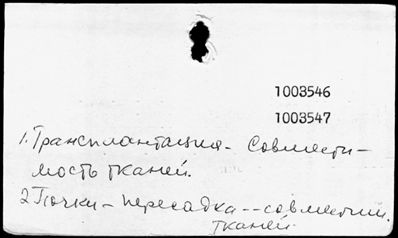 1003546
1003547
1. Трансплантация - Совмести-
мость тканей.
2 Почки - пересадка -- совместим.
тканей